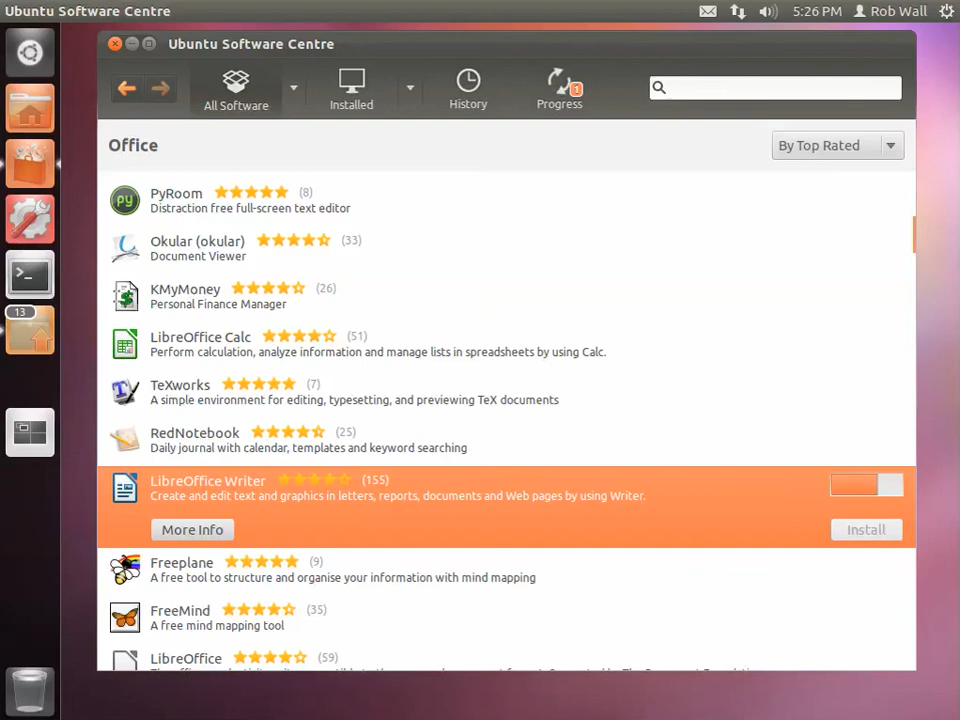 Ubuntu Software Centre
5:26 PM
Rob Wall
Ubuntu Software Centre
All Software
Installed
History
Progress
1
Office
By Top Rated
py
PyRoom (8)
Distraction free full-screen text editor
Okular (okular) (33)
Document Viewer
KMyMoney (26)
Personal Finance Manager
LibreOffice Calc (51)
Perform calculation, analyze information and manage lists in spreadsheets by using Calc.
TeXworks (7)
A simple environment for editing, typesetting, and previewing TeX documents
RedNotebook (25)
Daily journal with calendar, templates and keyword searching
LibreOffice Writer (155)
Create and edit text and graphics in letters, reports, documents and Web pages by using Writer.
More Info
Install
Freeplane (9)
A free tool to structure and organise your information with mind mapping
FreeMind (35)
A free mind mapping tool
LibreOffice (59)
13